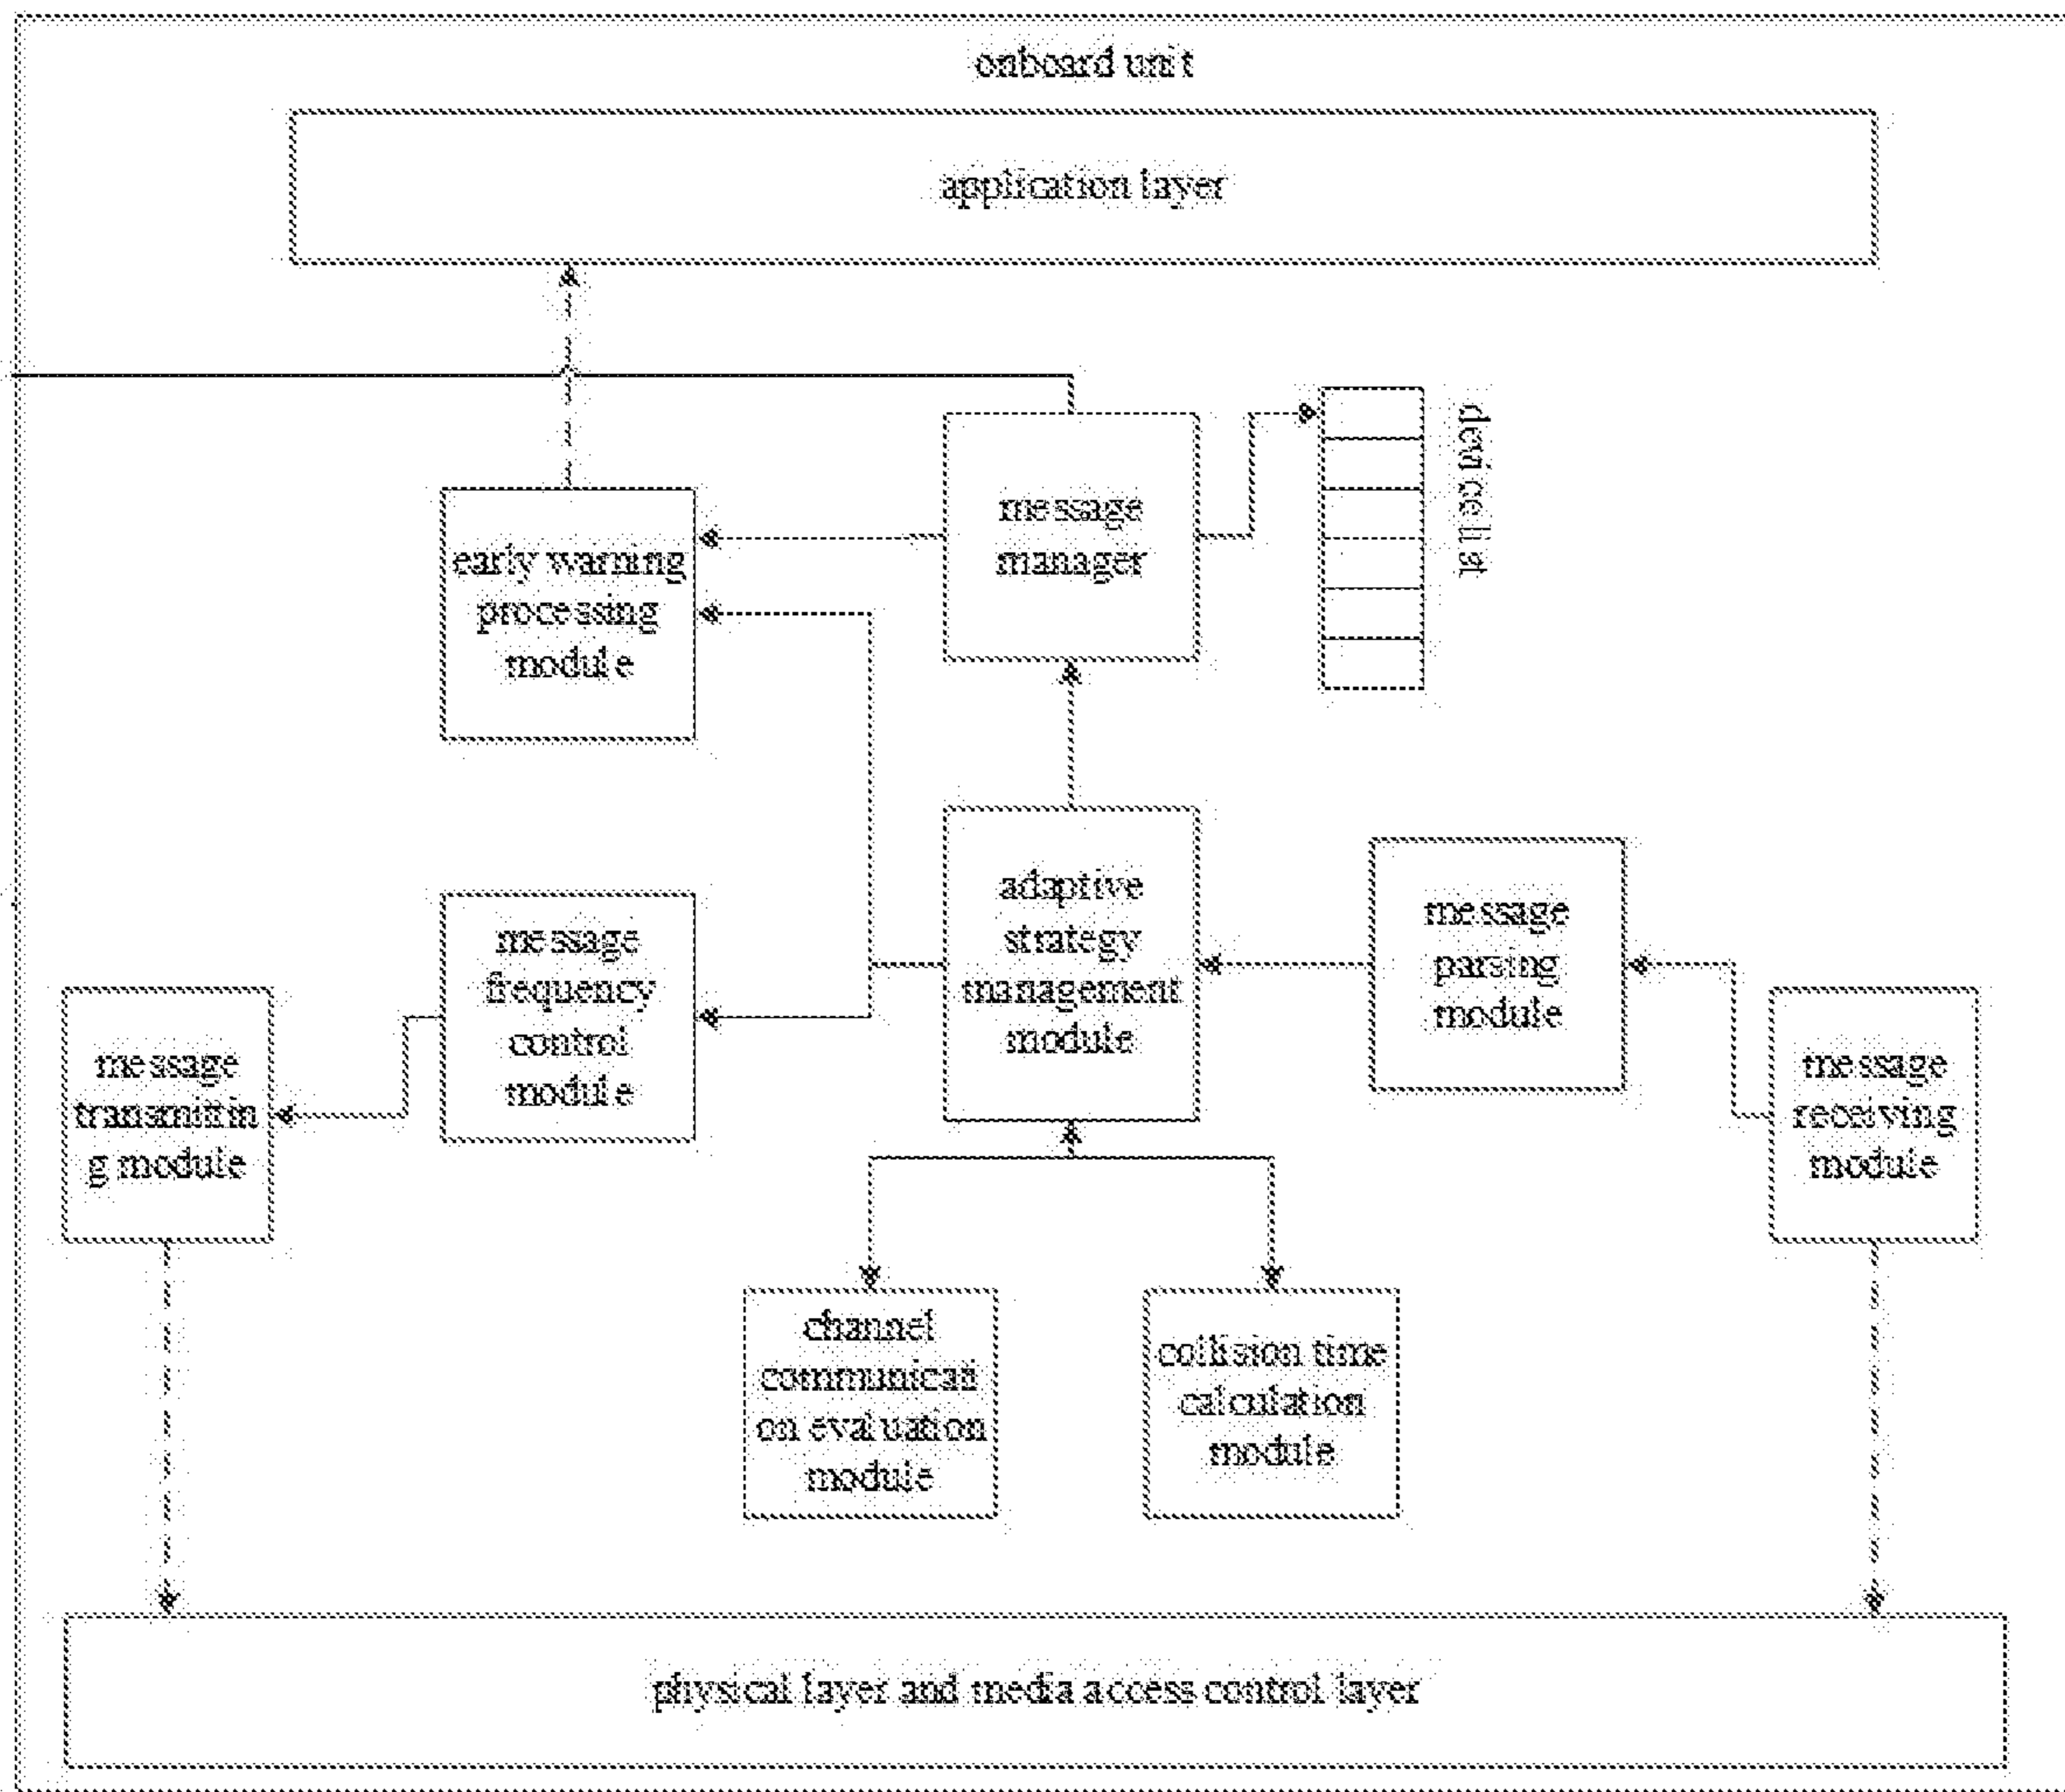 onboard unit
application layer
early warning
processing
module
message
manager
device list
message
frequency
control
module
adaptive
strategy
management
module
message
parsing
module
message
transmittin
g module
message
receiving
module
channel
communicati
on evaluation
module
collision time
calculation
module
physical layer and media access control layer